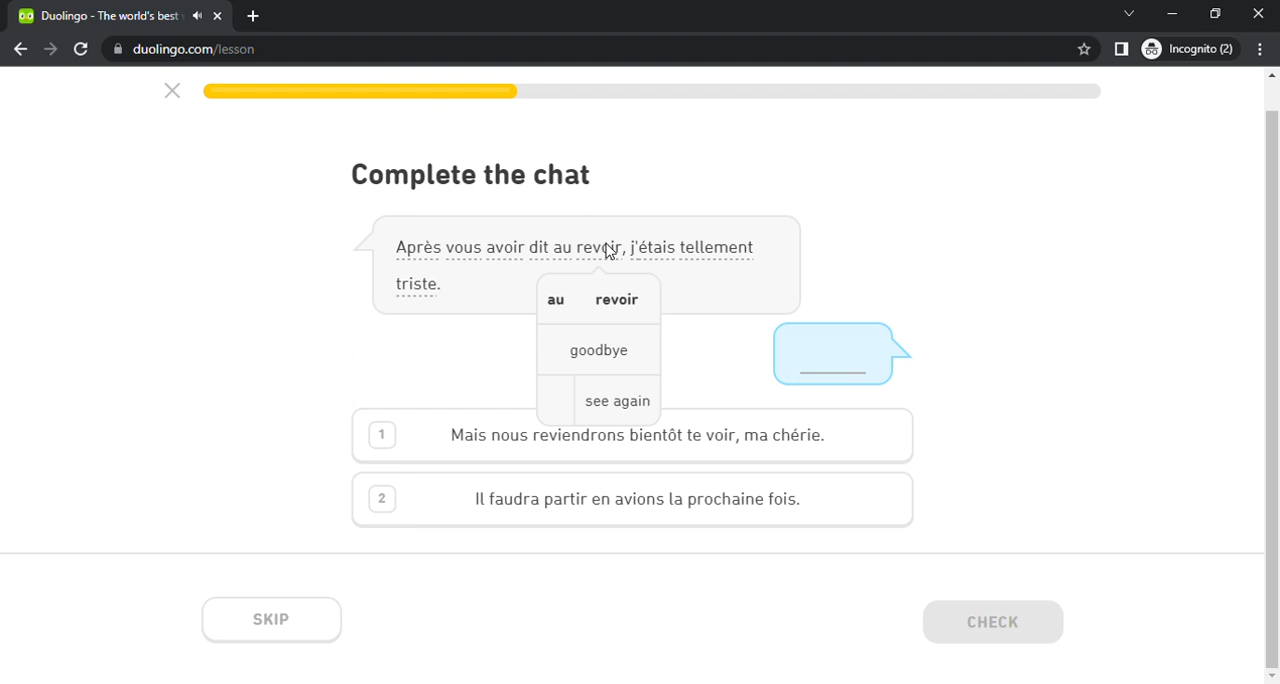 Duolingo - The world's best
duolingo.com/lesson
Incognito (2)
Complete the chat
Après vous avoir dit au revoir, j'étais tellement
triste.
au revoir
goodbye
see again
1 Mais nous reviendrons bientôt te voir, ma chérie.
2 Il faudra partir en avions la prochaine fois.
SKIP
CHECK